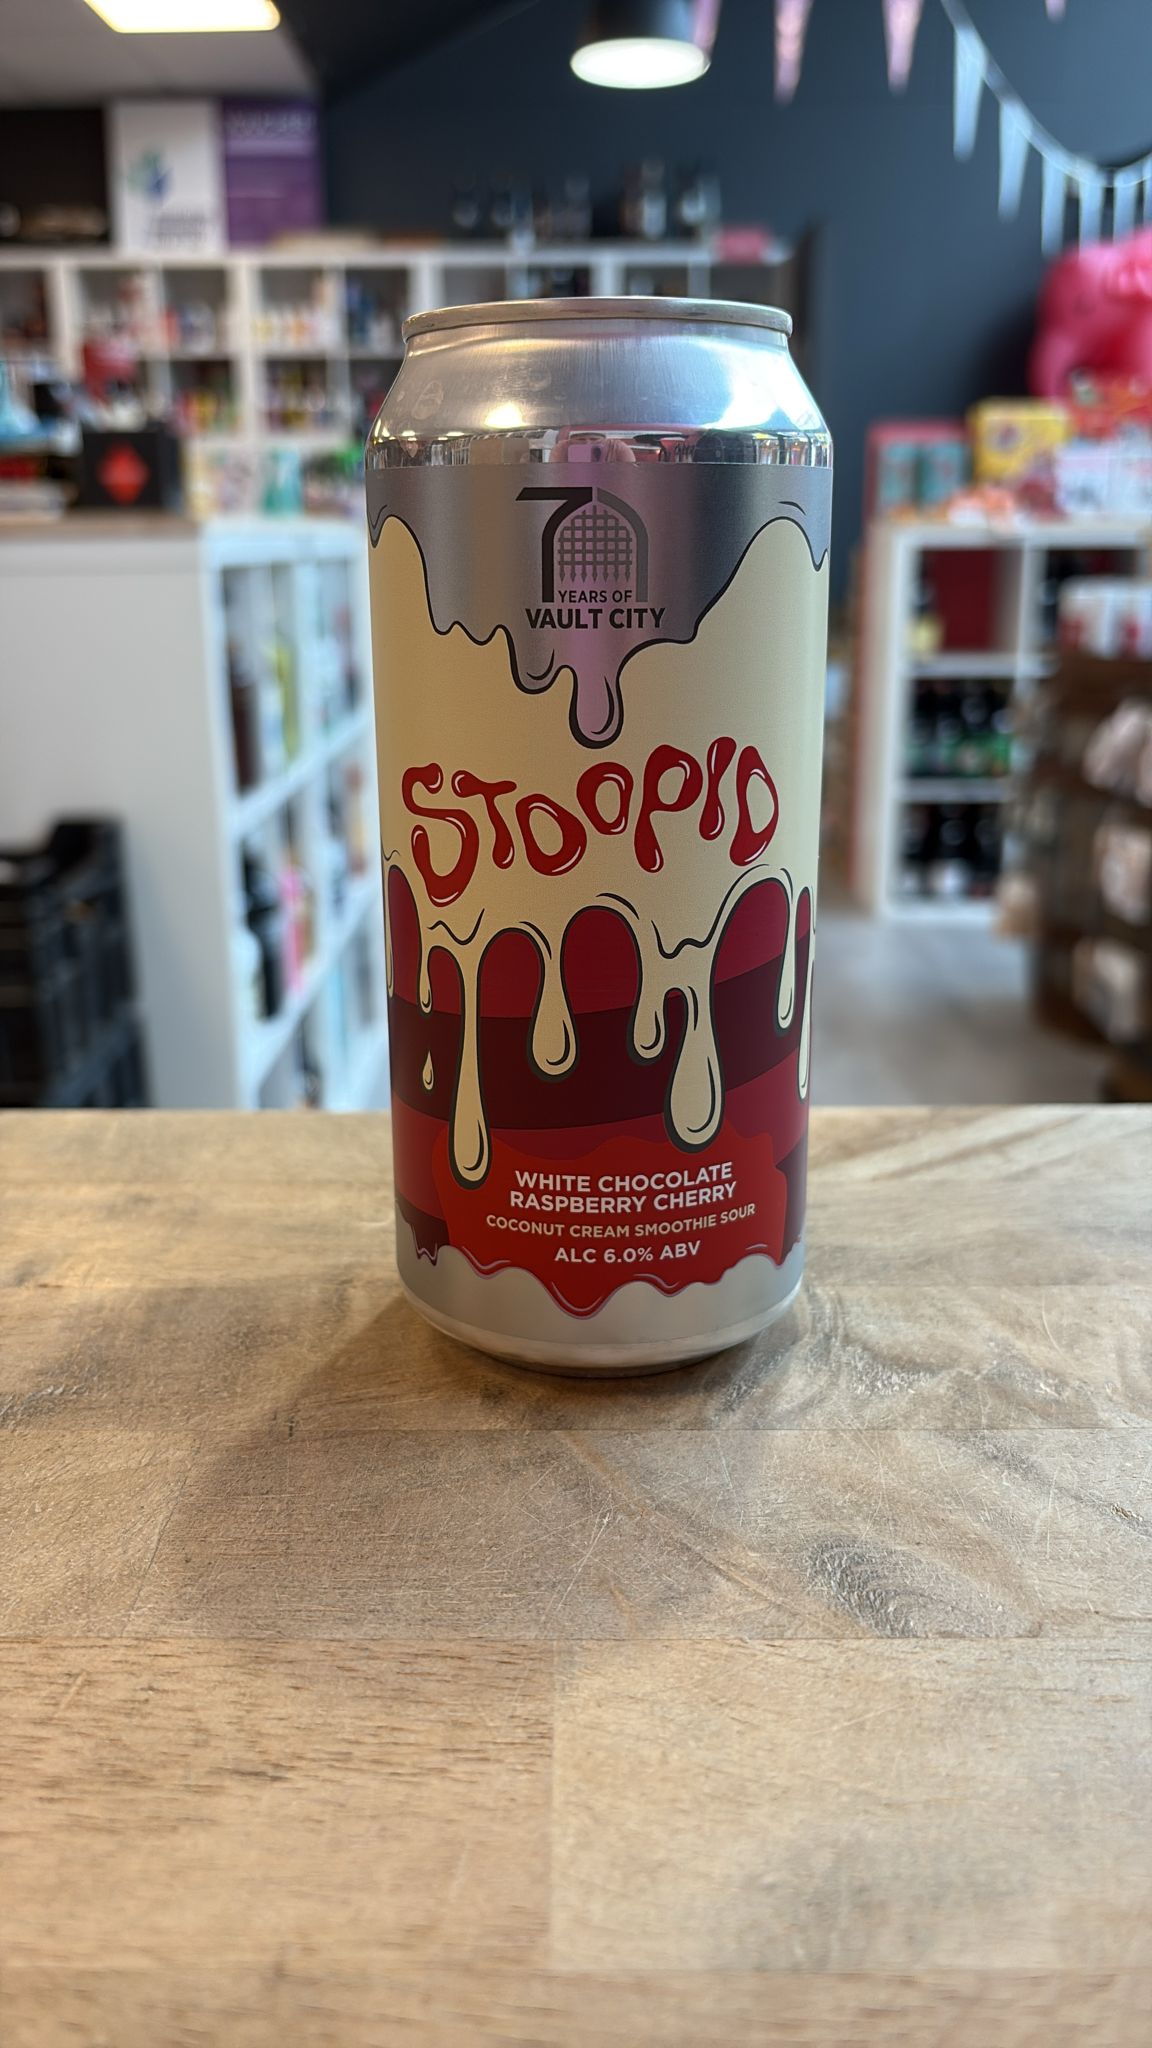 7
YEARS OF
VAULT CITY
STOOPID
WHITE CHOCOLATE
RASPBERRY CHERRY
COCONUT CREAM SMOOTHIE SOUR
ALC 6.0% ABV